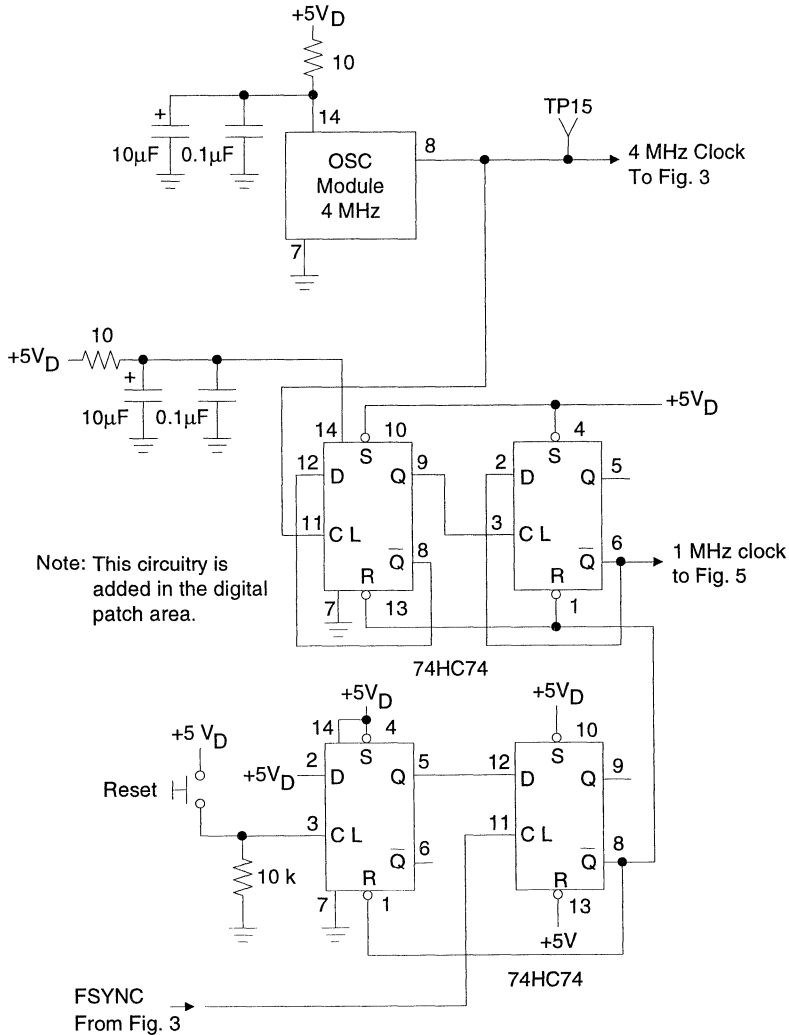 +5VD
10
14
+
10µF
0.1µF
OSC
Module
4 MHz
8
7
TP15
4 MHz Clock
To Fig. 3
10
+5VD
+
10µF
0.1µF
+5VD
14
10
4
12
D
S
Q
9
2
D
S
Q
5
11
CL
3
CL
Q
8
Q
6
R
R
7
13
1
1 MHz clock
to Fig. 5
Note: This circuitry is
added in the digital
patch area.
74HC74
+5VD
+5VD
14
4
10
+5 VD
Reset
+5VD
2
D
S
Q
5
12
D
S
Q
9
3
CL
11
CL
10 k
Q
6
Q
8
R
R
7
1
13
+5V
74HC74
FSYNC
From Fig. 3